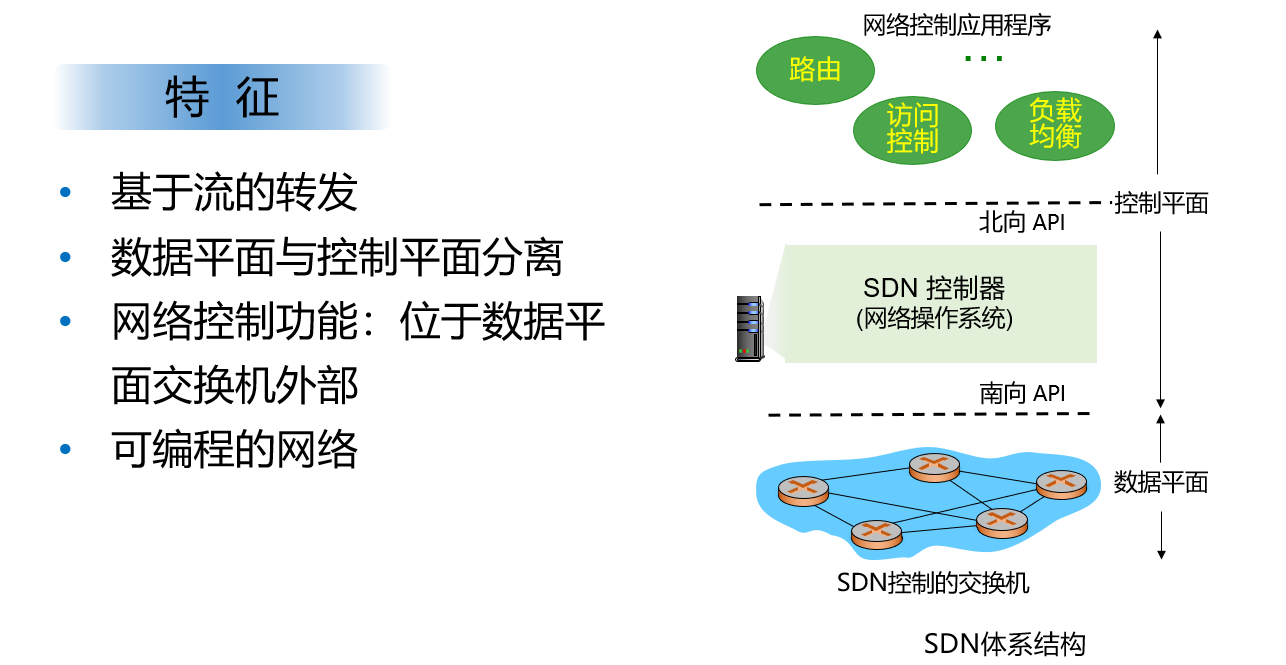 特 征
• 基于流的转发
• 数据平面与控制平面分离
• 网络控制功能：位于数据平
面交换机外部
• 可编程的网络
网络控制应用程序
路由
…
访问
控制
负载
均衡
控制平面
北向 API
SDN 控制器
(网络操作系统)
南向 API
数据平面
SDN控制的交换机
SDN体系结构